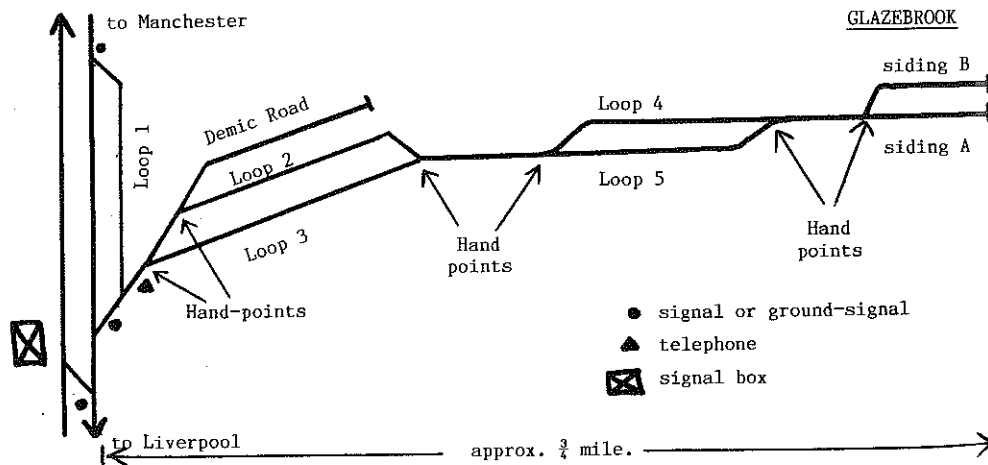 to Manchester
GLAZEBROOK
siding B
Loop 4
Demic Road
Loop 1
Loop 2
siding A
Loop 5
Loop 3
Hand
points
Hand
points
Hand-points
signal or ground-signal
telephone
signal box
to Liverpool
approx. ¾ mile.